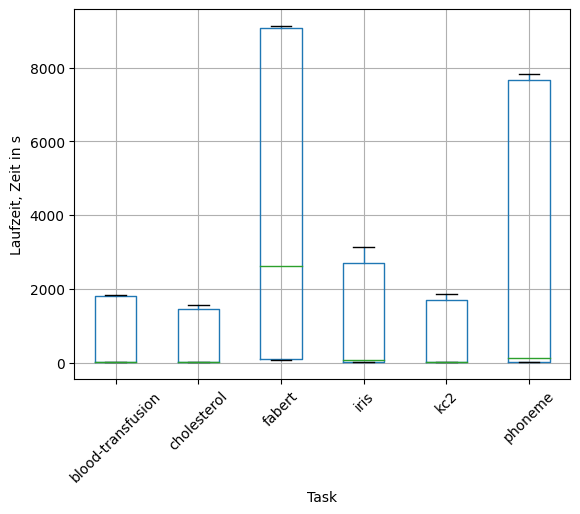 8000
6000
4000
2000
0
Laufzeit, Zeit in s
blood-transfusion
cholesterol
fabert
iris
kc2
phoneme
Task